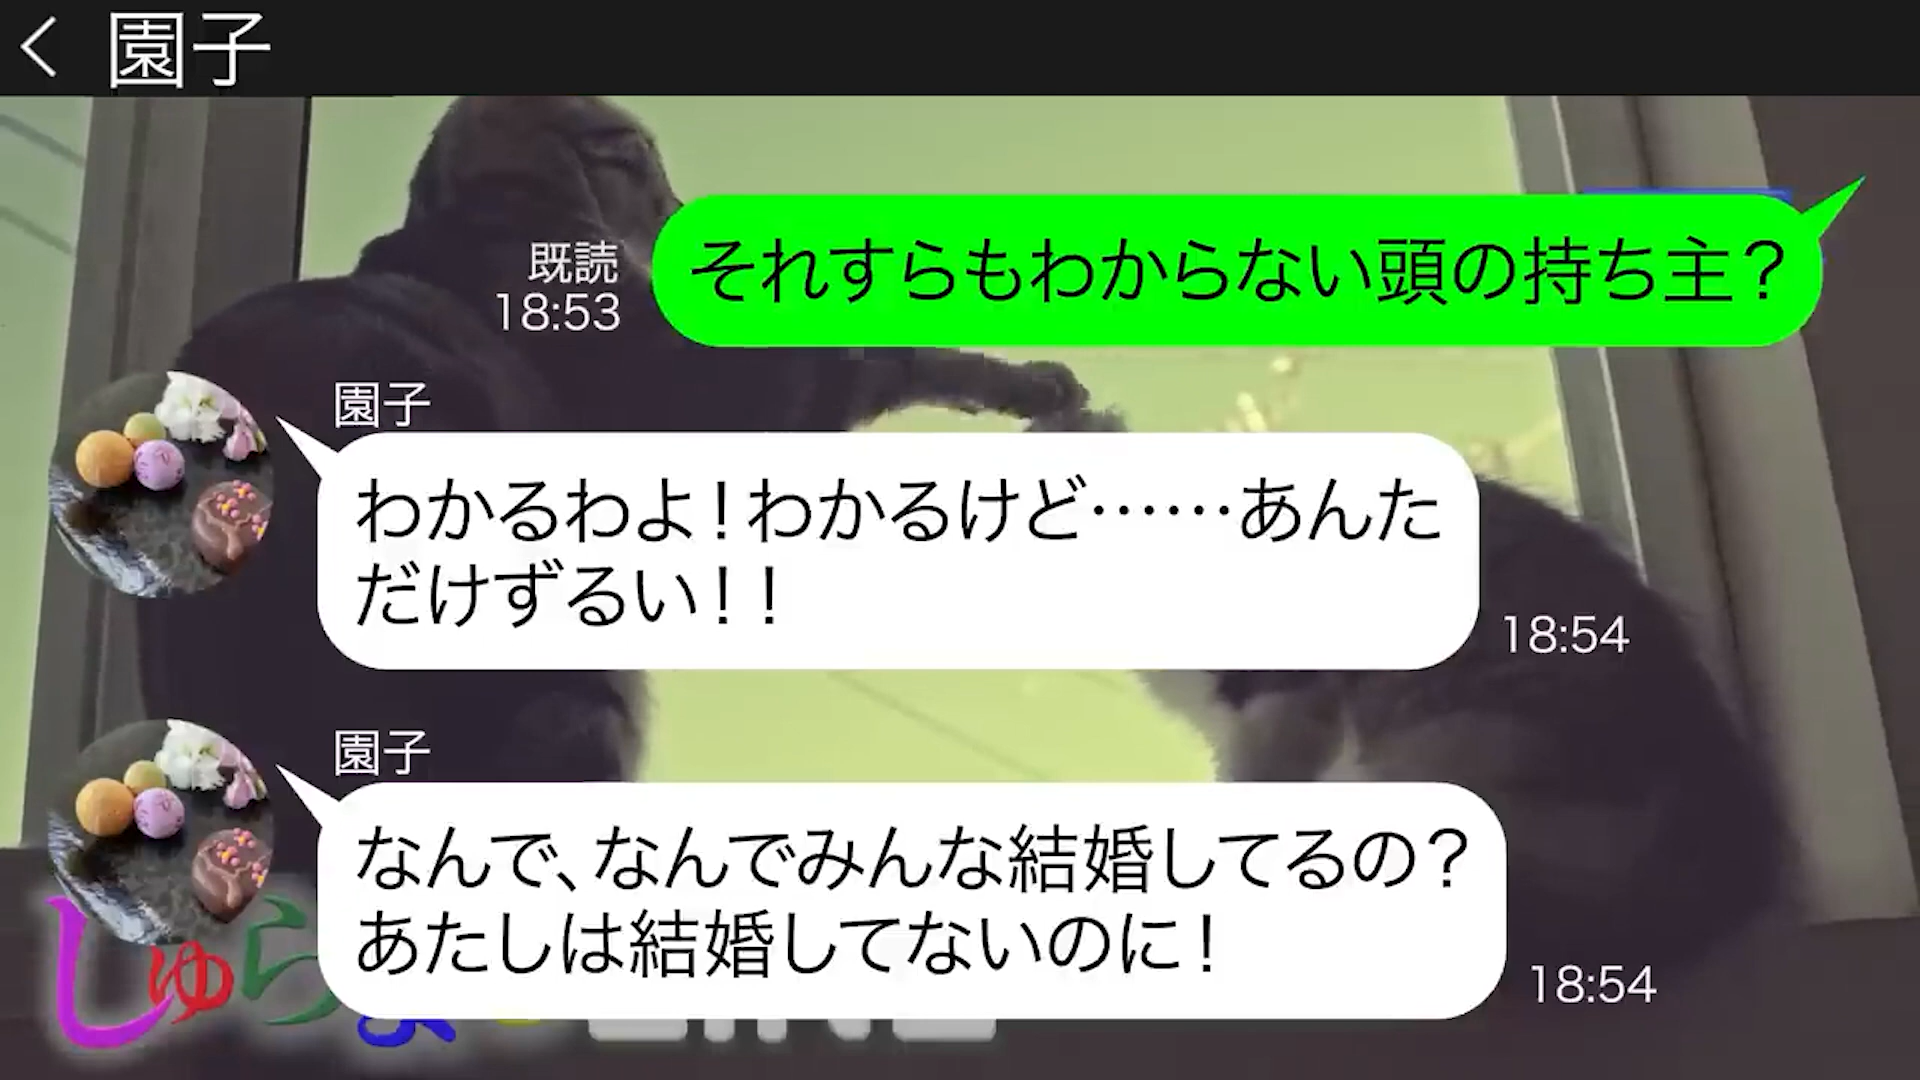 園子
それすらもわからない頭の持ち主？
既読
18:53
園子
わかるわよ！わかるけど……あんた
だけずるい！！
18:54
園子
なんで、なんでみんな結婚してるの？
あたしは結婚してないのに！
18:54
しゅら